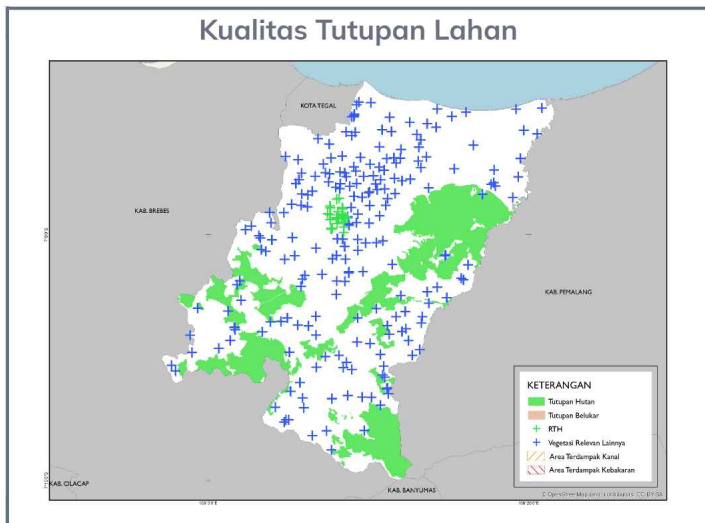 Kualitas Tutupan Lahan
KOTA TEGAL
KAB. BREBES
KAB. PEMALANG
KETERANGAN
Tutupan Hutan
Tutupan Belukar
RTH
Vegetasi Relevan Lainnya
Area Terdampak Kanal
Area Terdampak Kebakaran
KAB. CILACAP
KAB. BANYUMAS